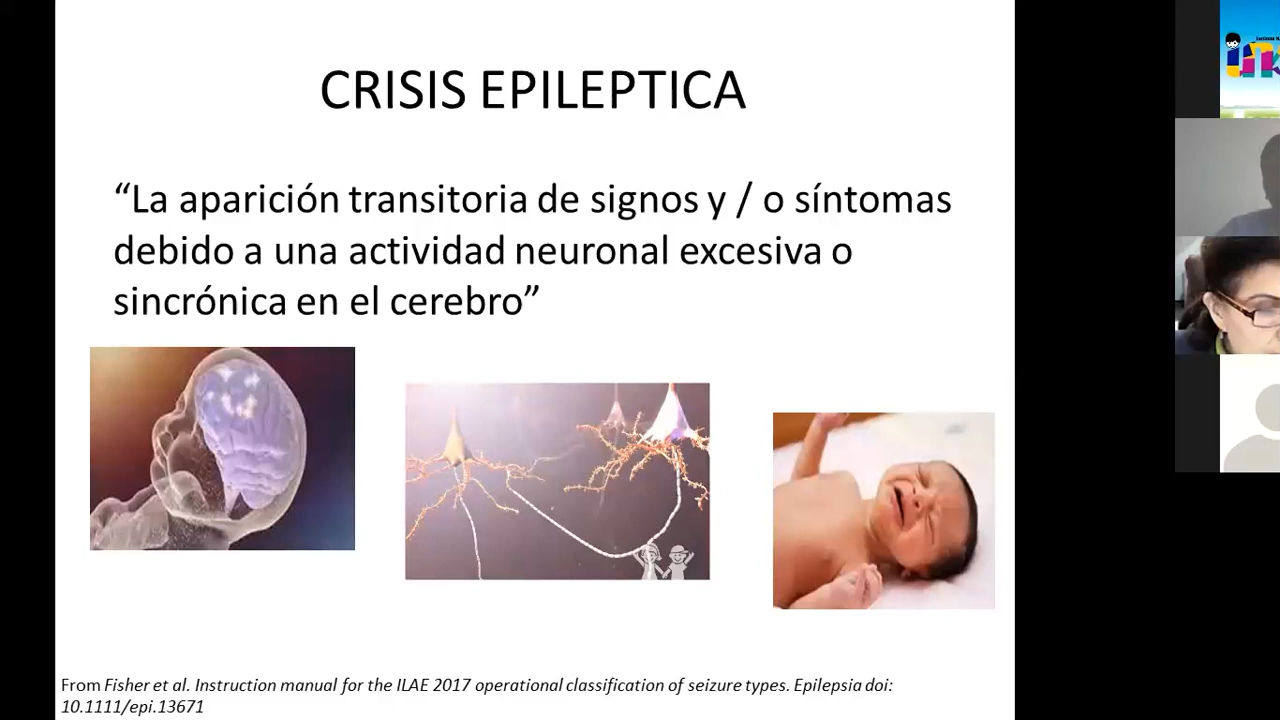 CRISIS EPILEPTICA
“La aparición transitoria de signos y / o síntomas
debido a una actividad neuronal excesiva o
sincrónica en el cerebro”
From Fisher et al. Instruction manual for the ILAE 2017 operational classification of seizure types. Epilepsia doi:
10.1111/epi.13671